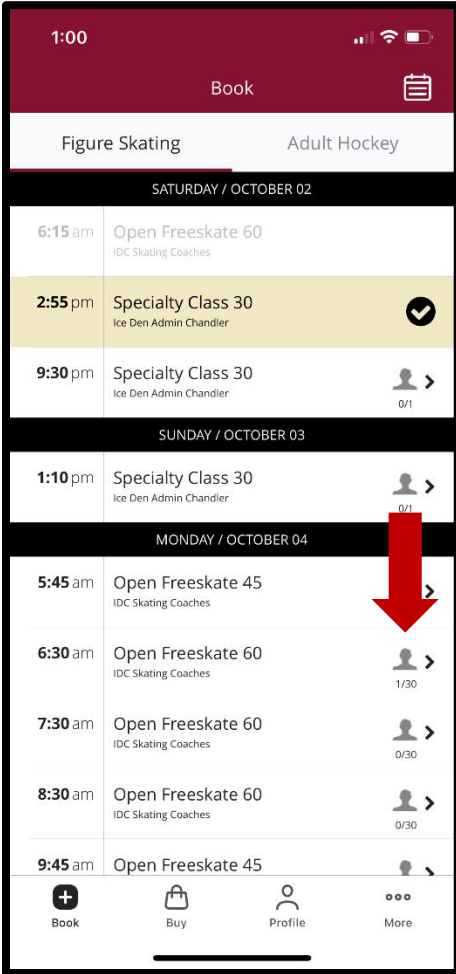 1:00
Book
Figure Skating Adult Hockey
SATURDAY / OCTOBER 02
6:15 am Open Freeskate 60
IDC Skating Coaches
2:55 pm Specialty Class 30
Ice Den Admin Chandler
9:30 pm Specialty Class 30
Ice Den Admin Chandler
0/1
SUNDAY / OCTOBER 03
1:10 pm Specialty Class 30
Ice Den Admin Chandler
0/1
MONDAY / OCTOBER 04
5:45 am Open Freeskate 45
IDC Skating Coaches
6:30 am Open Freeskate 60
IDC Skating Coaches
1/30
7:30 am Open Freeskate 60
IDC Skating Coaches
0/30
8:30 am Open Freeskate 60
IDC Skating Coaches
0/30
9:45 am Open Freeskate 45
Book Buy Profile More